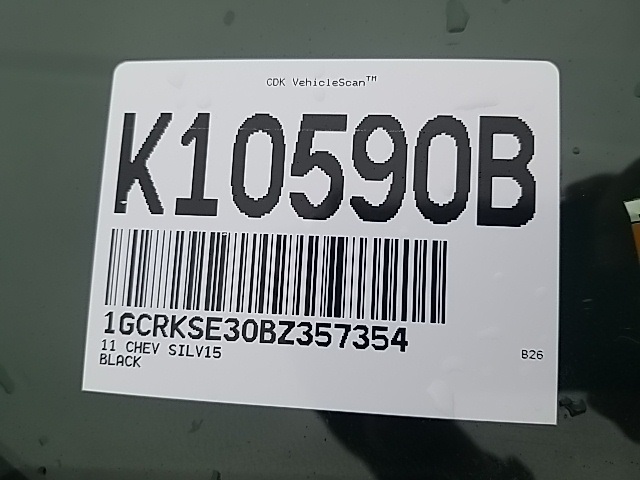 CDK VehicleScan™
K10590B
1GCRKSE30BZ357354
11 CHEV SILV15
B26
BLACK